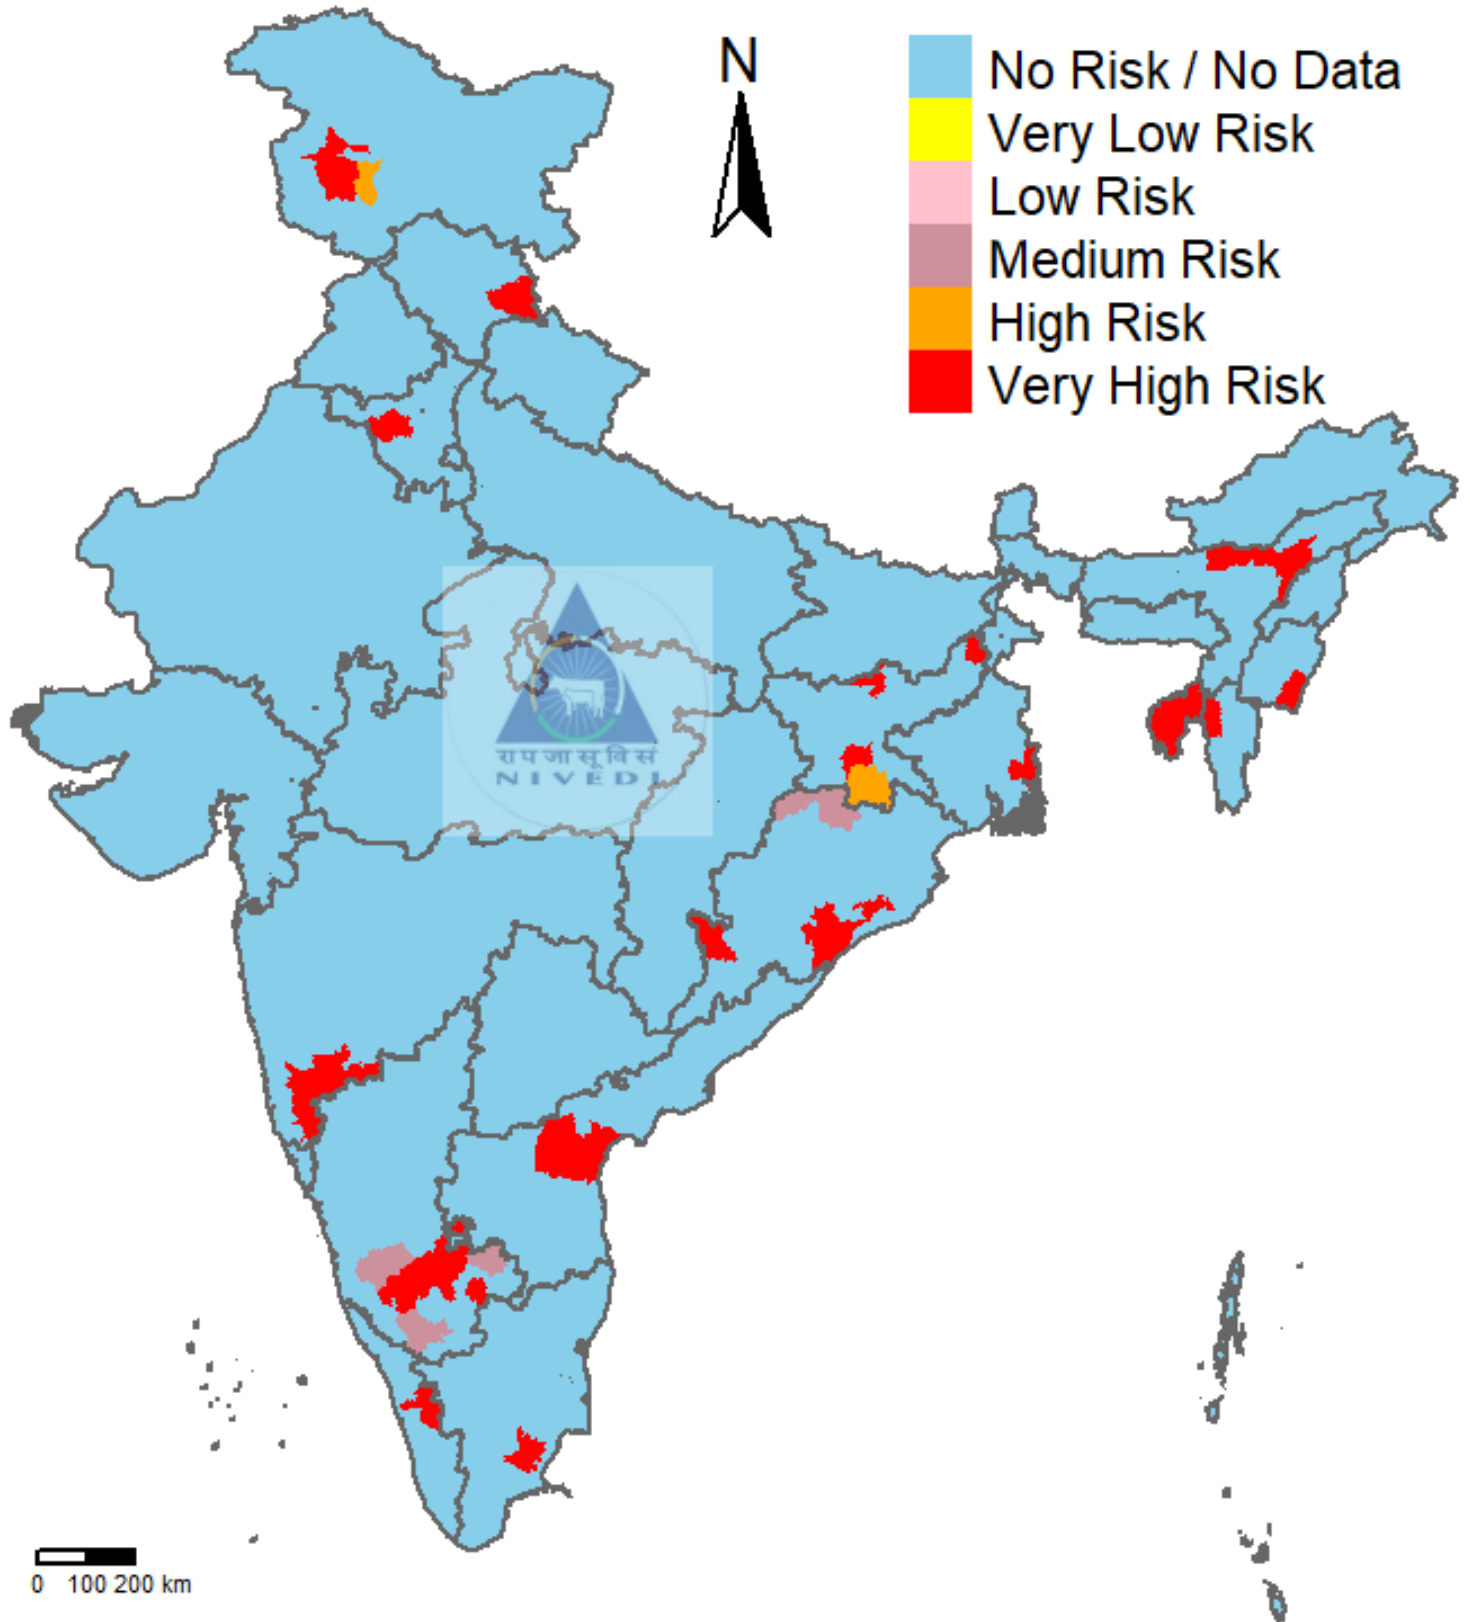 N
No Risk / No Data
Very Low Risk
Low Risk
Medium Risk
High Risk
Very High Risk
रा प जा सू वि सं
NIVEDI
0 100 200 km